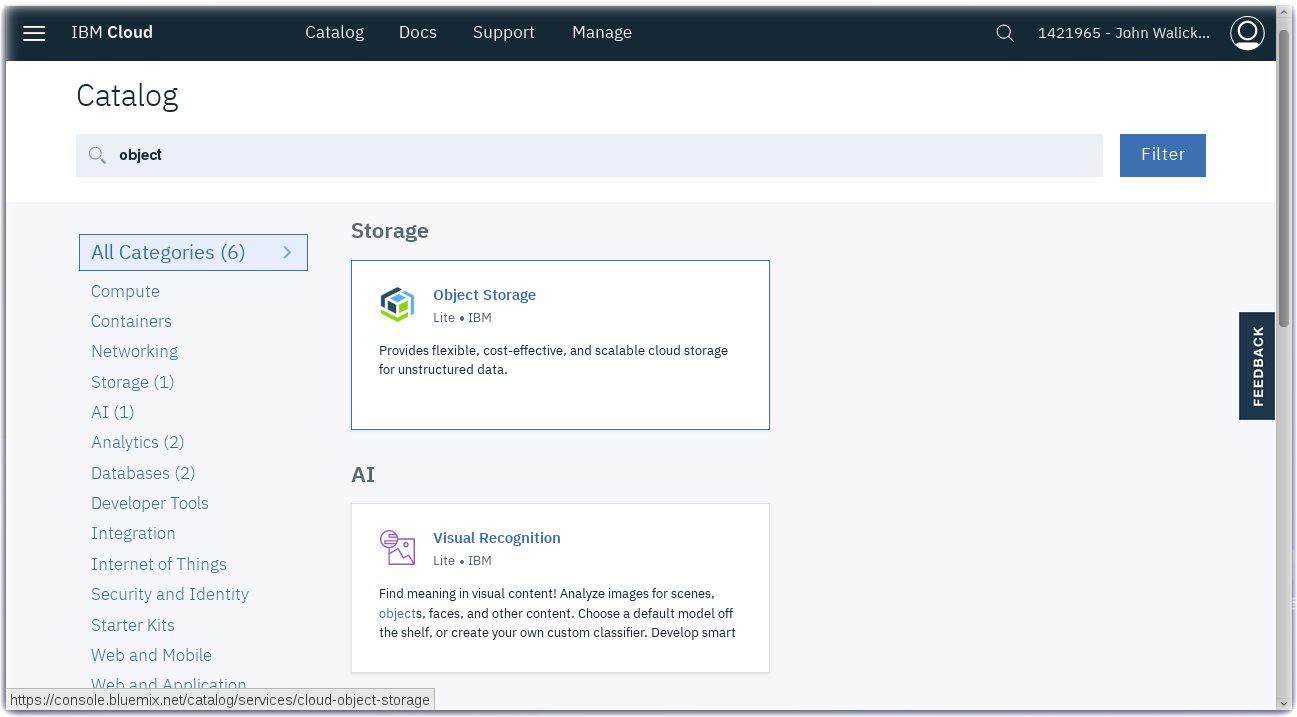 IBM Cloud
Catalog
Docs
Support
Manage
1421965 - John Walick...
Catalog
object
Filter
All Categories (6)
Compute
Containers
Networking
Storage (1)
AI (1)
Analytics (2)
Databases (2)
Developer Tools
Integration
Internet of Things
Security and Identity
Starter Kits
Web and Mobile
Web and Application
Storage
Object Storage
Lite • IBM
Provides flexible, cost-effective, and scalable cloud storage
for unstructured data.
AI
Visual Recognition
Lite • IBM
Find meaning in visual content! Analyze images for scenes,
objects, faces, and other content. Choose a default model off
the shelf, or create your own custom classifier. Develop smart
FEEDBACK
https://console.bluemix.net/catalog/services/cloud-object-storage